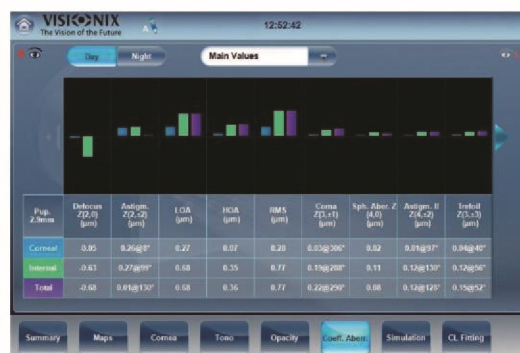 VISIONIX
The Vision of the Future
12:52:42
Day Night Main Values
Pup. 2.9mm Defocus Z(2,0) (µm) Astigm. Z(2,±2) (µm) LOA (µm) HOA (µm) RMS (µm) Coma Z(3,±1) (µm) Sph. Aber. Z (4,0) (µm) Astigm. II Z(4,±2) (µm) Trefoil Z(3,±3) (µm)
Corneal 0.05 0.26@8° 0.27 0.07 0.28 0.03@306° 0.02 0.01@97° 0.04@40°
Internal -0.63 0.27@99° 0.68 0.35 0.77 0.19@288° 0.11 0.12@130° 0.12@56°
Total -0.68 0.01@130° 0.68 0.36 0.77 0.22@290° 0.08 0.12@128° 0.15@52°
Summary Maps Cornea Tono Opacity Coeff. Aberr. Simulation CL Fitting